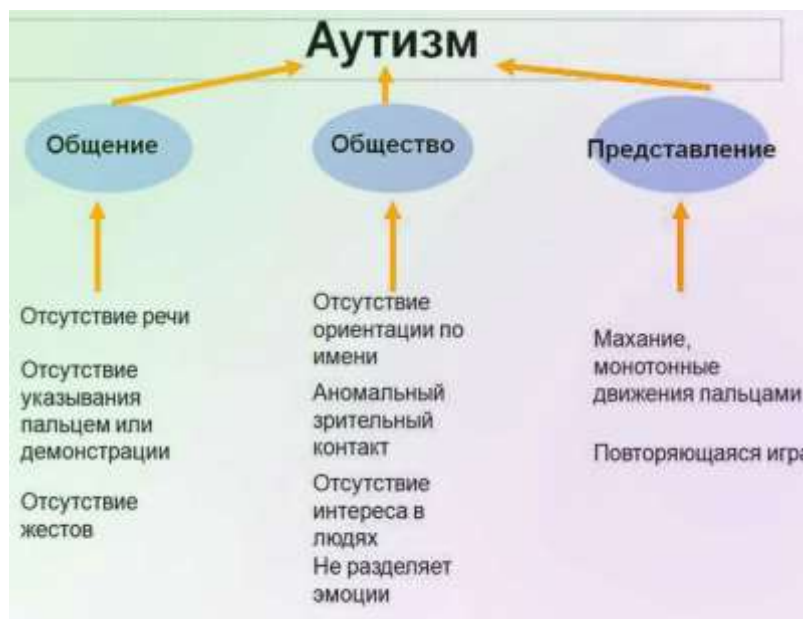 Аутизм
Общение
Отсутствие речи
Отсутствие
указывания
пальцем или
демонстрации
Отсутствие
жестов
Общество
Отсутствие
ориентации по
имени
Аномальный
зрительный
контакт
Отсутствие
интереса в
людях
Не разделяет
эмоции
Представление
Махание,
монотонные
движения пальцами
Повторяющаяся игра